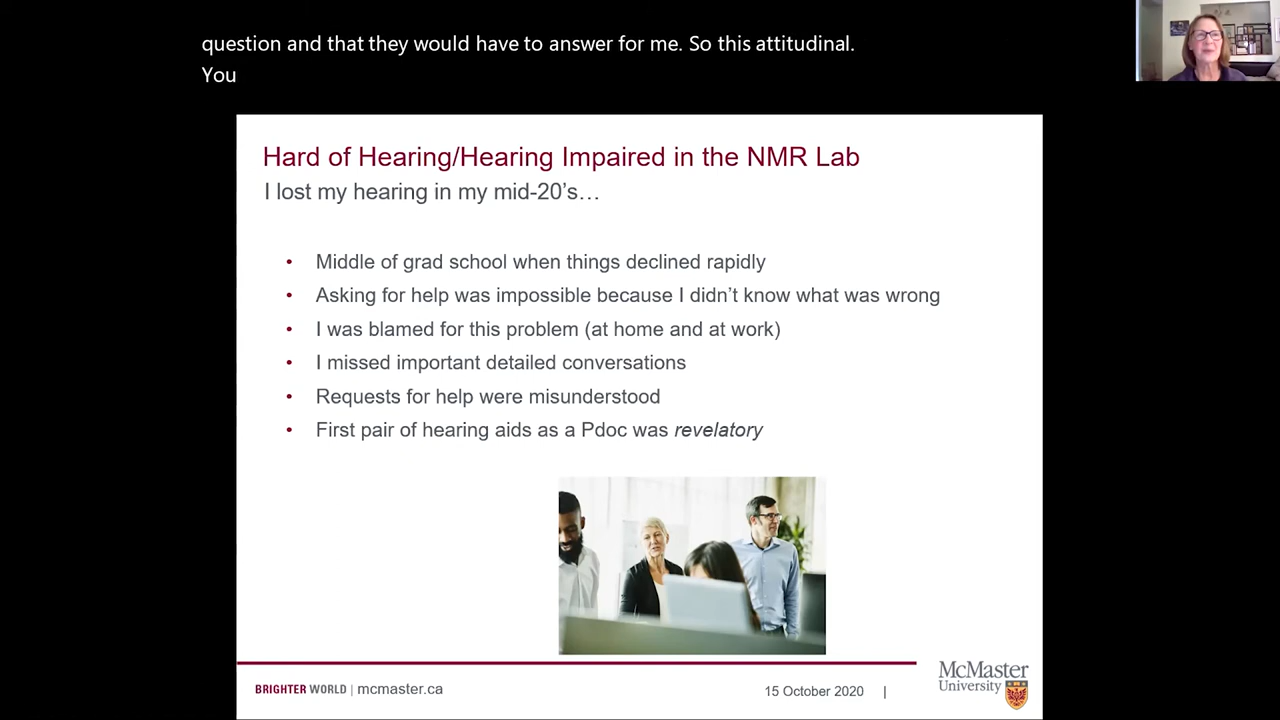 question and that they would have to answer for me. So this attitudinal.
You
Hard of Hearing/Hearing Impaired in the NMR Lab
I lost my hearing in my mid-20's…
• Middle of grad school when things declined rapidly
• Asking for help was impossible because I didn't know what was wrong
• I was blamed for this problem (at home and at work)
• I missed important detailed conversations
• Requests for help were misunderstood
• First pair of hearing aids as a Pdoc was revelatory
BRIGHTER WORLD | mcmaster.ca
15 October 2020 |
McMaster
University